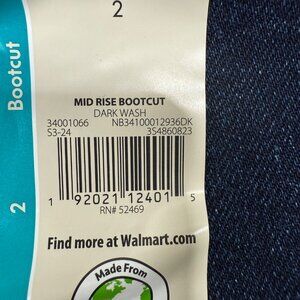 2
Bootcut
2
MID RISE BOOTCUT
DARK WASH
34001066 NB34100012936DK
S3-24 3S4860823
1 92021 12401 5
RN# 52469
Find more at Walmart.com
Made From